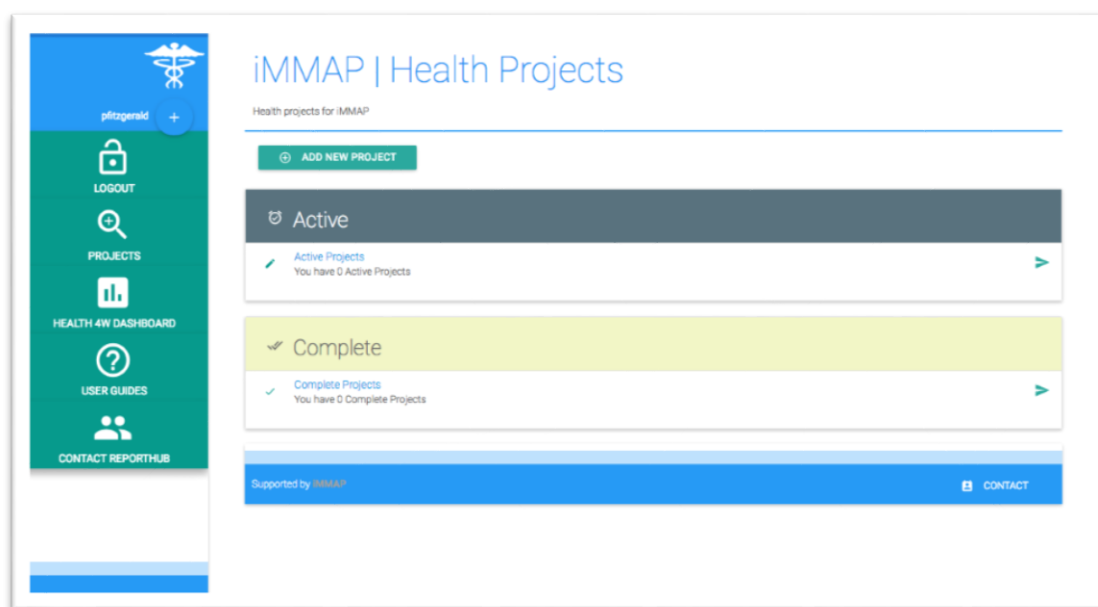 pfitzgerald
LOGOUT
PROJECTS
HEALTH 4W DASHBOARD
USER GUIDES
CONTACT REPORTHUB
iMMAP | Health Projects
Health projects for iMMAP
ADD NEW PROJECT
Active
Active Projects
You have 0 Active Projects
Complete
Complete Projects
You have 0 Complete Projects
Supported by iMMAP
CONTACT